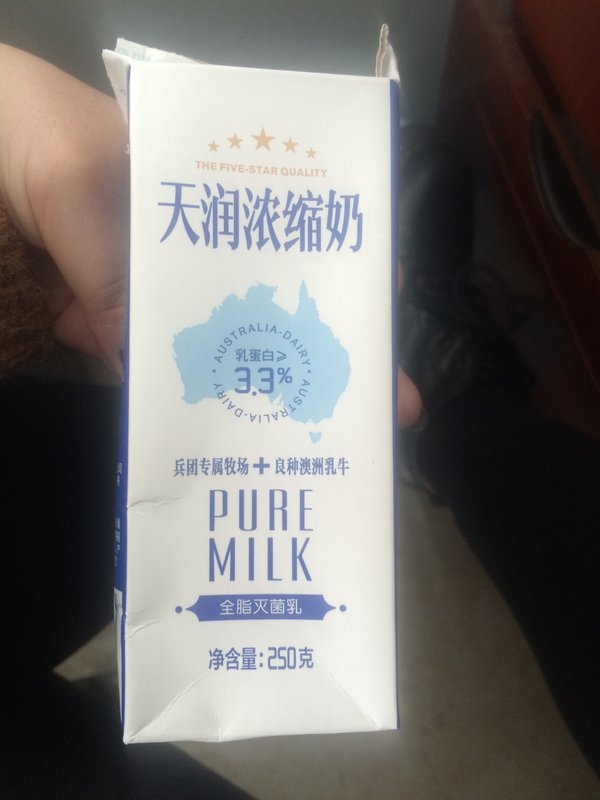 THE FIVE-STAR QUALITY
天润浓缩奶
AUSTRALIA-DAIRY
乳蛋白≥
3.3%
AUSTRALIA-DAIRY
兵团专属牧场+良种澳洲乳牛
PURE
MILK
全脂灭菌乳
净含量:250克